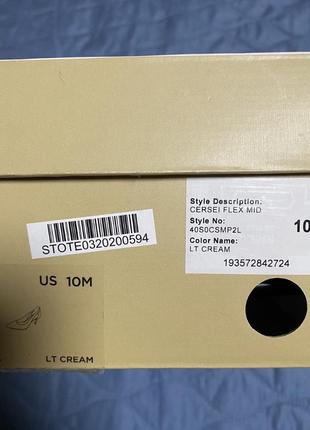 Style Description:
CERSEI FLEX MID
Style No:
40S0CSMP2L
10
Color Name:
LT CREAM
193572842724
STOTE0320200594
US 10M
LT CREAM